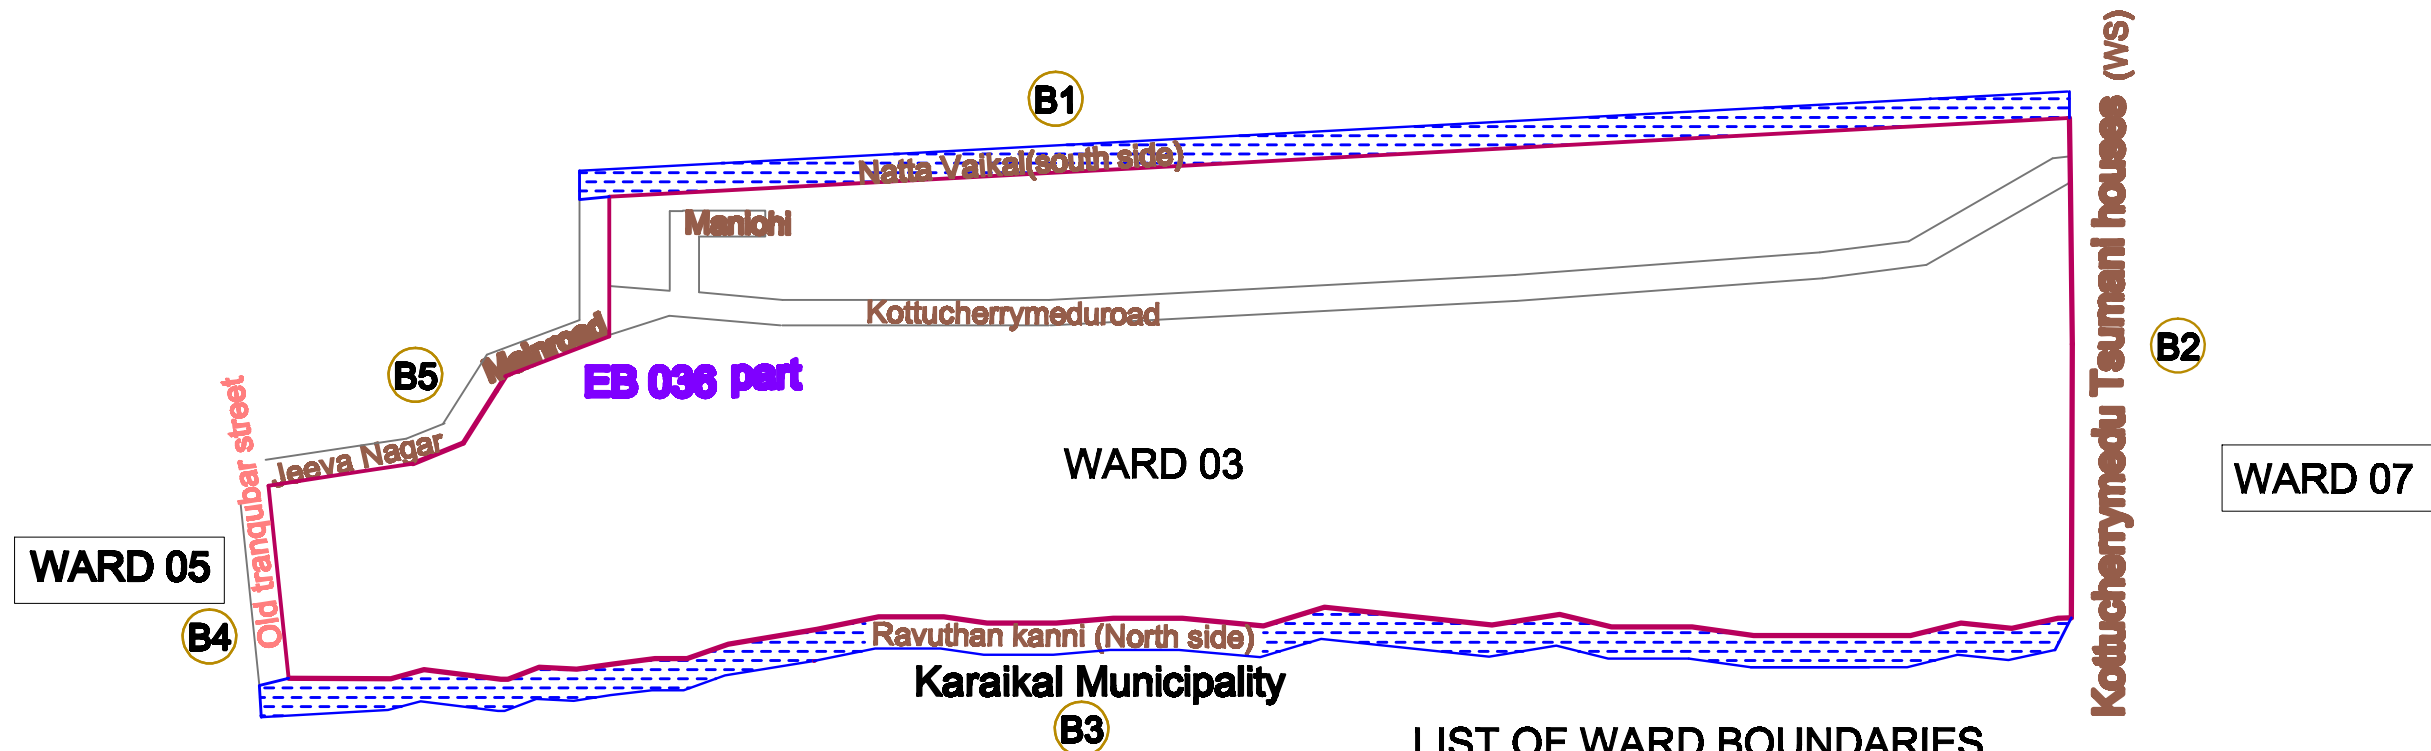 Kottucherrymedu Tsumani houses (ws)
B1
Natta Vaikal(south side)
Manichi
Kottucherrymeduroad
Mainroad
B2
B5
EB 036 part
Jeeva Nagar
Old tranqubar street
WARD 03
WARD 07
WARD 05
B4
Ravuthan kanni (North side)
Karaikal Municipality
B3
LIST OF WARD BOUNDARIES